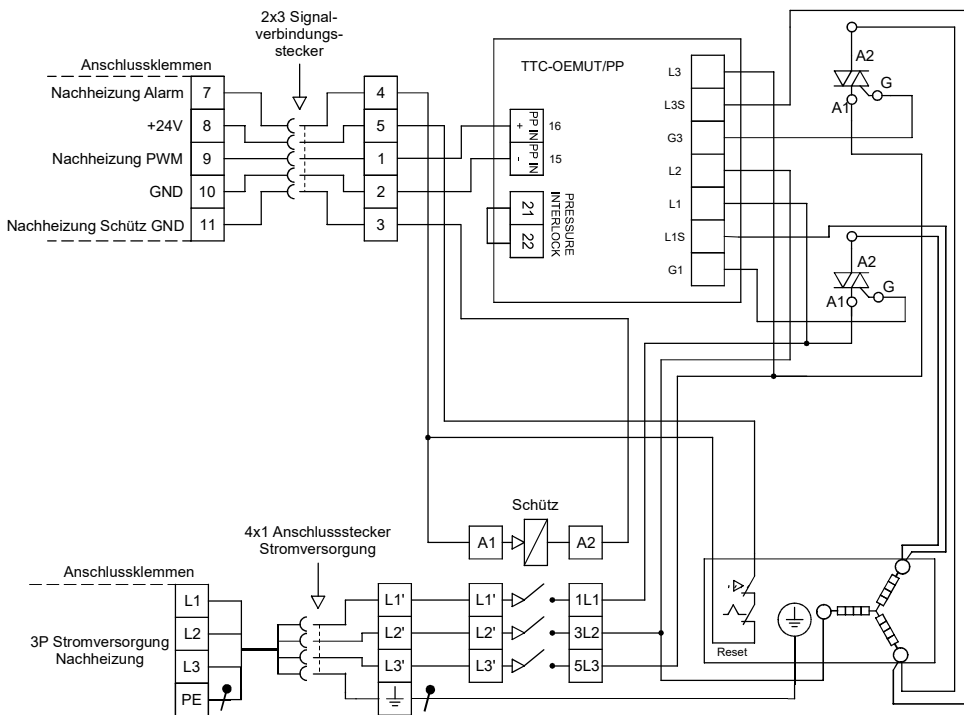 2x3 Signal-
verbindungs-
stecker
Anschlussklemmen
Nachheizung Alarm 7
+24V 8
Nachheizung PWM 9
GND 10
Nachheizung Schütz GND 11
4
5
1
2
3
TTC-OEMUT/PP
+ PP IN 16
- PP IN 15
21
22
PRESSURE
INTERLOCK
L3
L3S
G3
L2
L1
L1S
G1
A2
G
A1
A2
G
A1
Schütz
A1
A2
4x1 Anschlussstecker
Stromversorgung
Anschlussklemmen
3P Stromversorgung
Nachheizung
L1
L2
L3
PE
L1' L1' 1L1
L2' L2' 3L2
L3' L3' 5L3
Reset